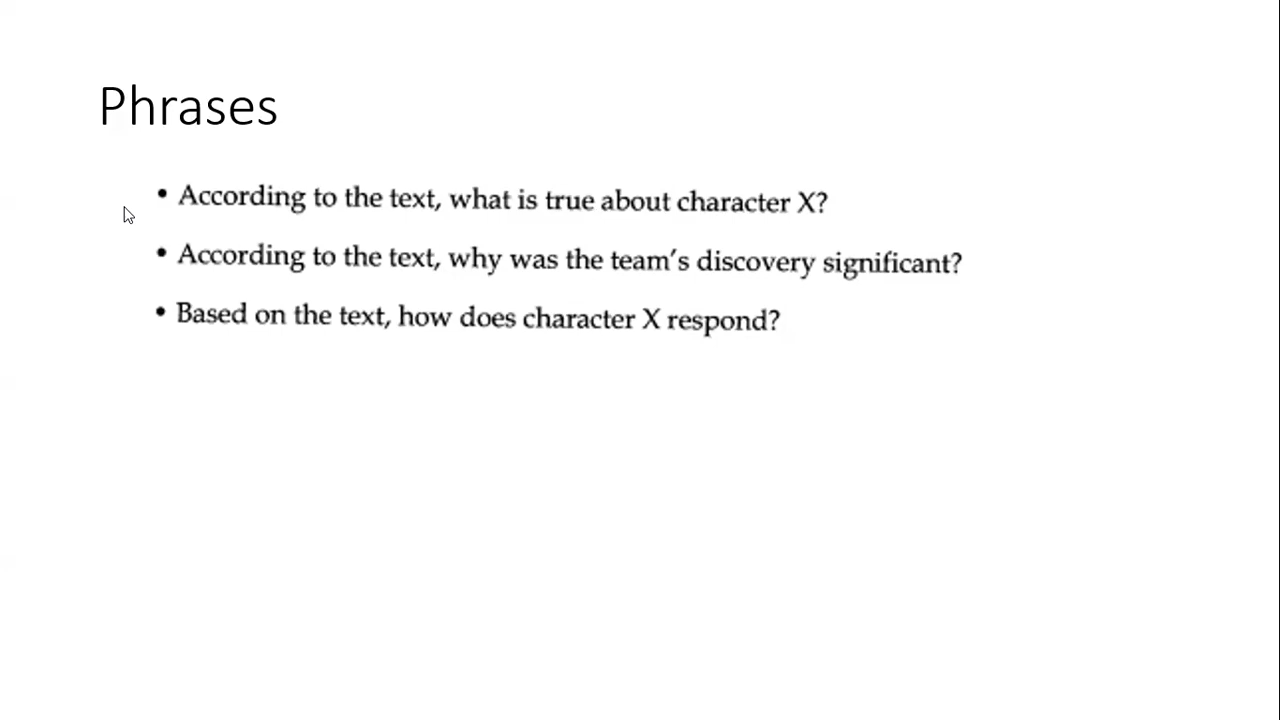 Phrases
• According to the text, what is true about character X?
• According to the text, why was the team's discovery significant?
• Based on the text, how does character X respond?